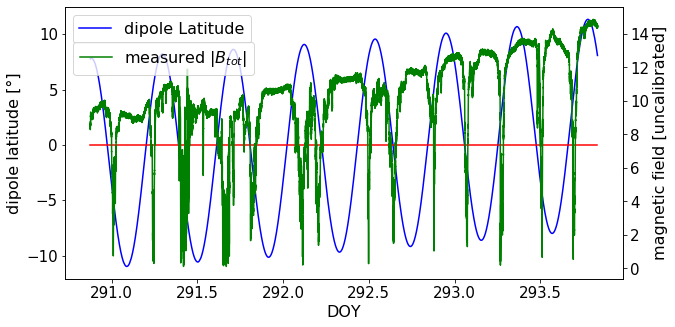 dipole Latitude
measured |B_tot|
dipole latitude [°]
10
5
0
−5
−10
14
12
10
8
6
4
2
0
magnetic field [uncalibrated]
291.0 291.5 292.0 292.5 293.0 293.5
DOY